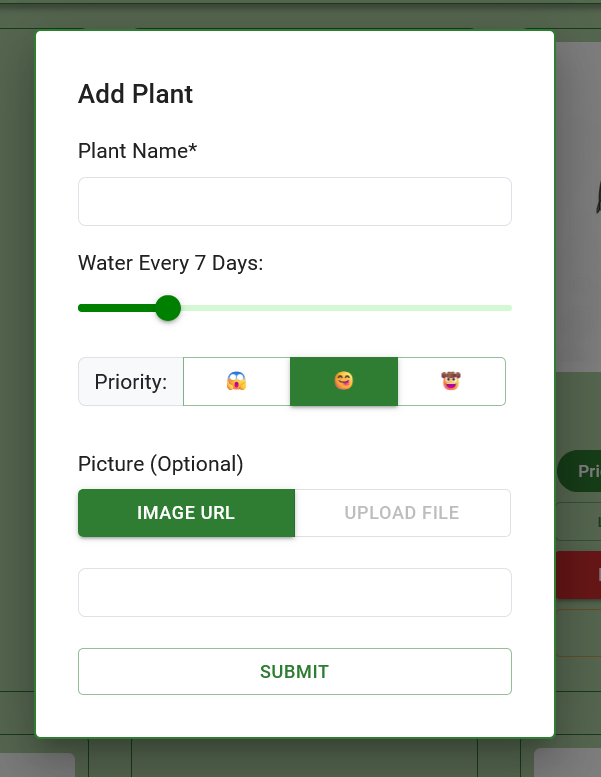 Add Plant
Plant Name*
Water Every 7 Days:
Priority: 😱 😋 🤠
Picture (Optional)
IMAGE URL UPLOAD FILE
SUBMIT